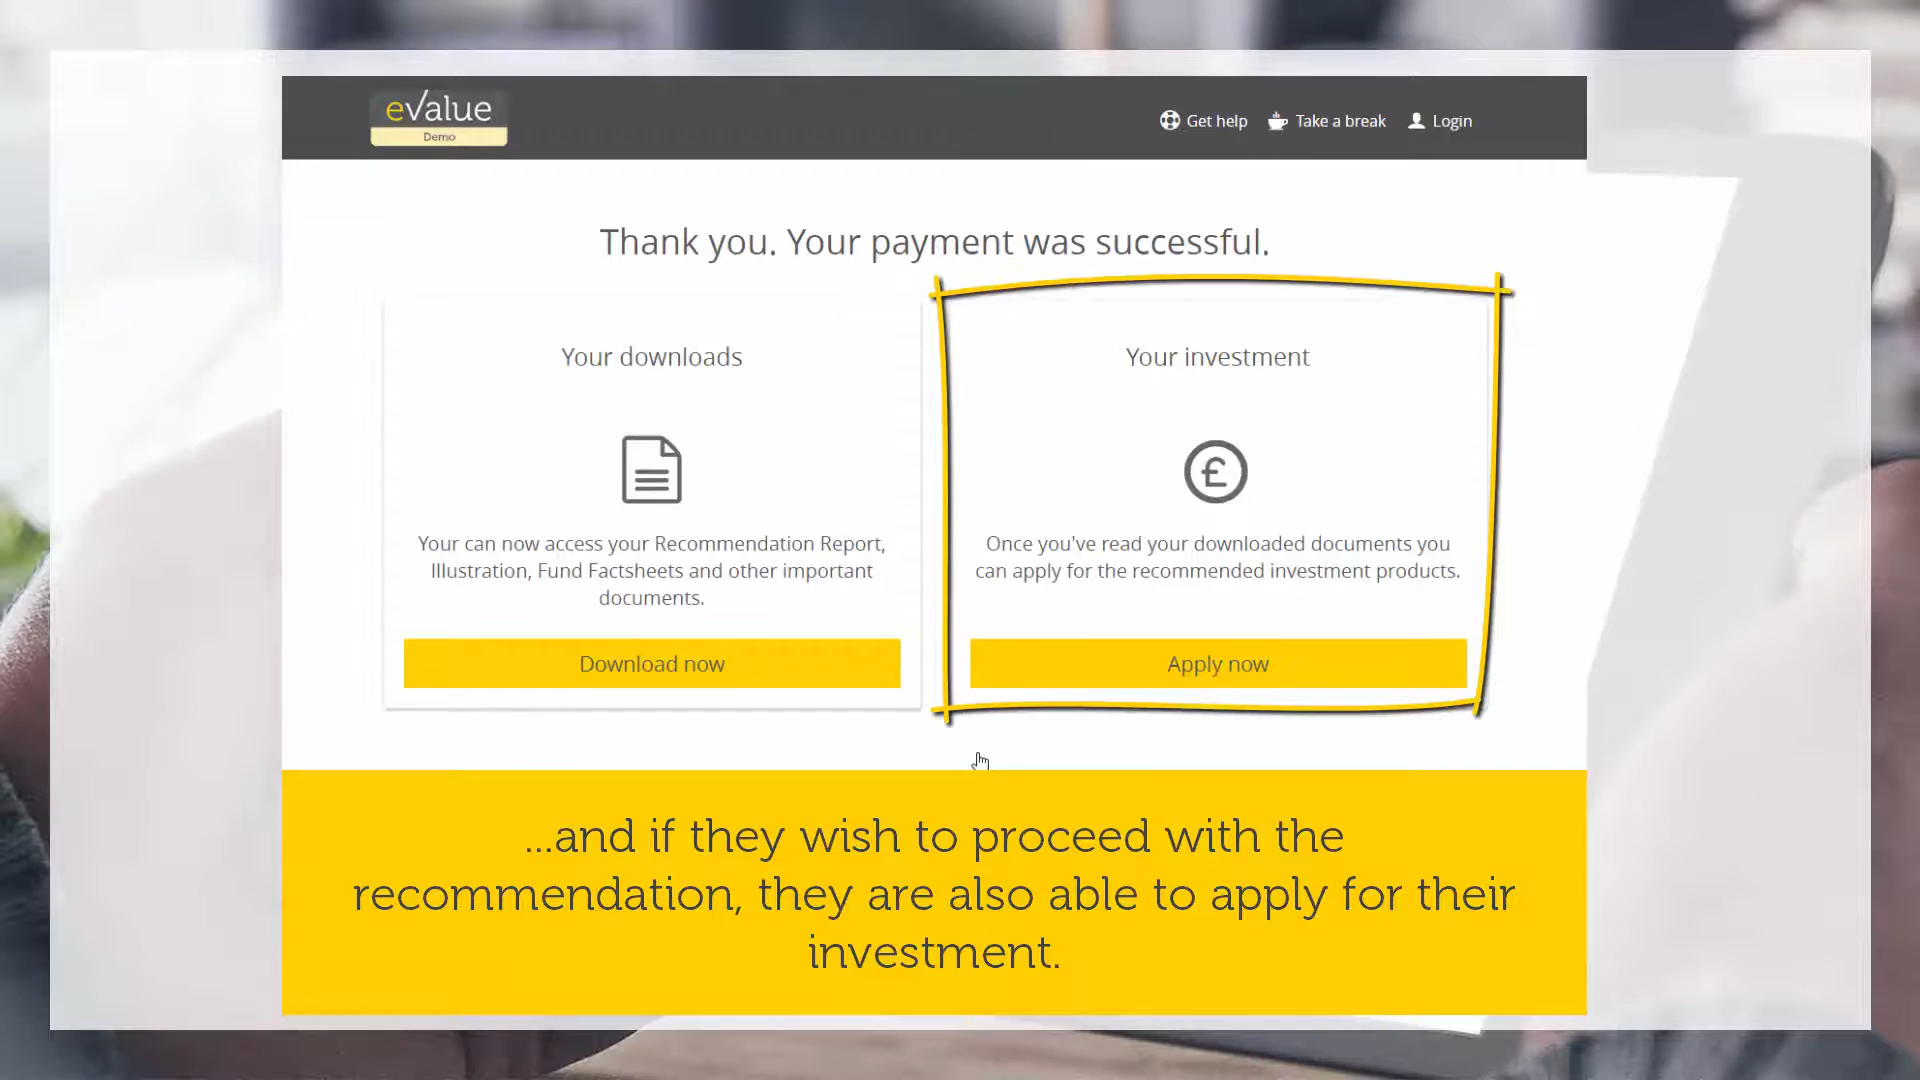 evalue
Demo
Get help
Take a break
Login
Thank you. Your payment was successful.
Your downloads
Your can now access your Recommendation Report,
Illustration, Fund Factsheets and other important
documents.
Download now
Your investment
£
Once you've read your downloaded documents you
can apply for the recommended investment products.
Apply now
...and if they wish to proceed with the
recommendation, they are also able to apply for their
investment.